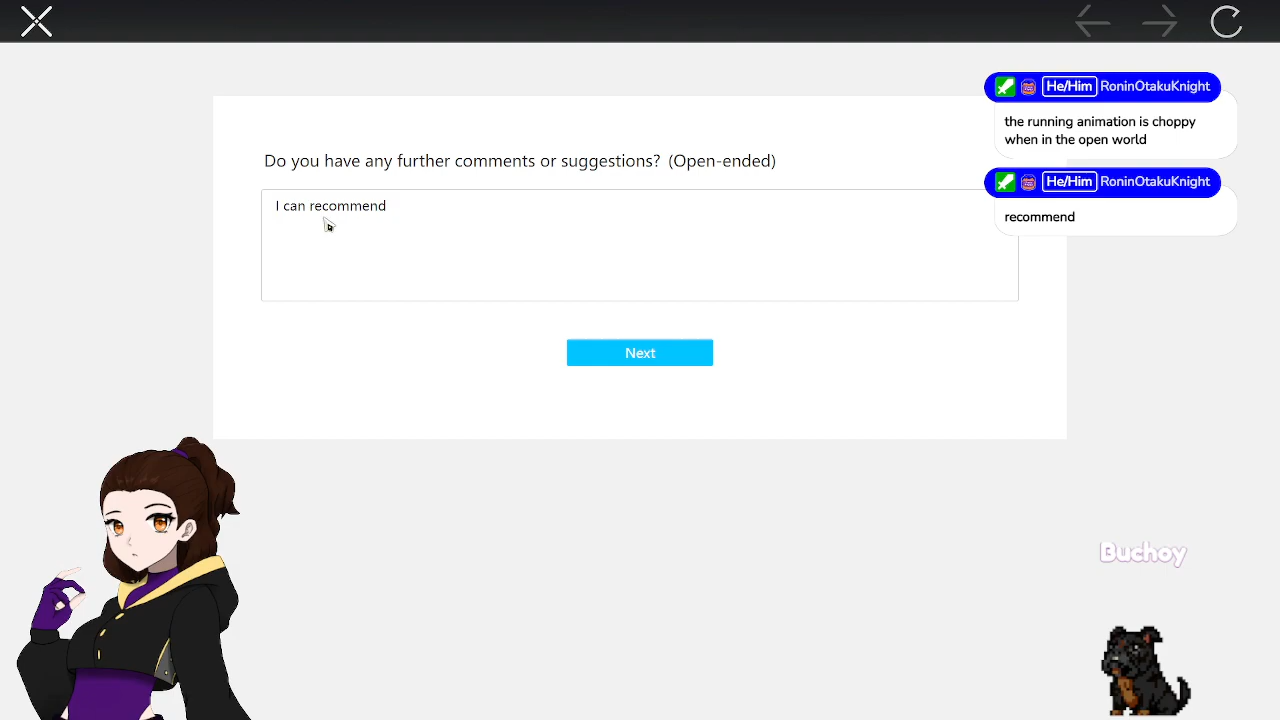 Do you have any further comments or suggestions? (Open-ended)
I can recommend
Next
He/Him RoninOtakuKnight
the running animation is choppy
when in the open world
He/Him RoninOtakuKnight
recommend
Buchoy